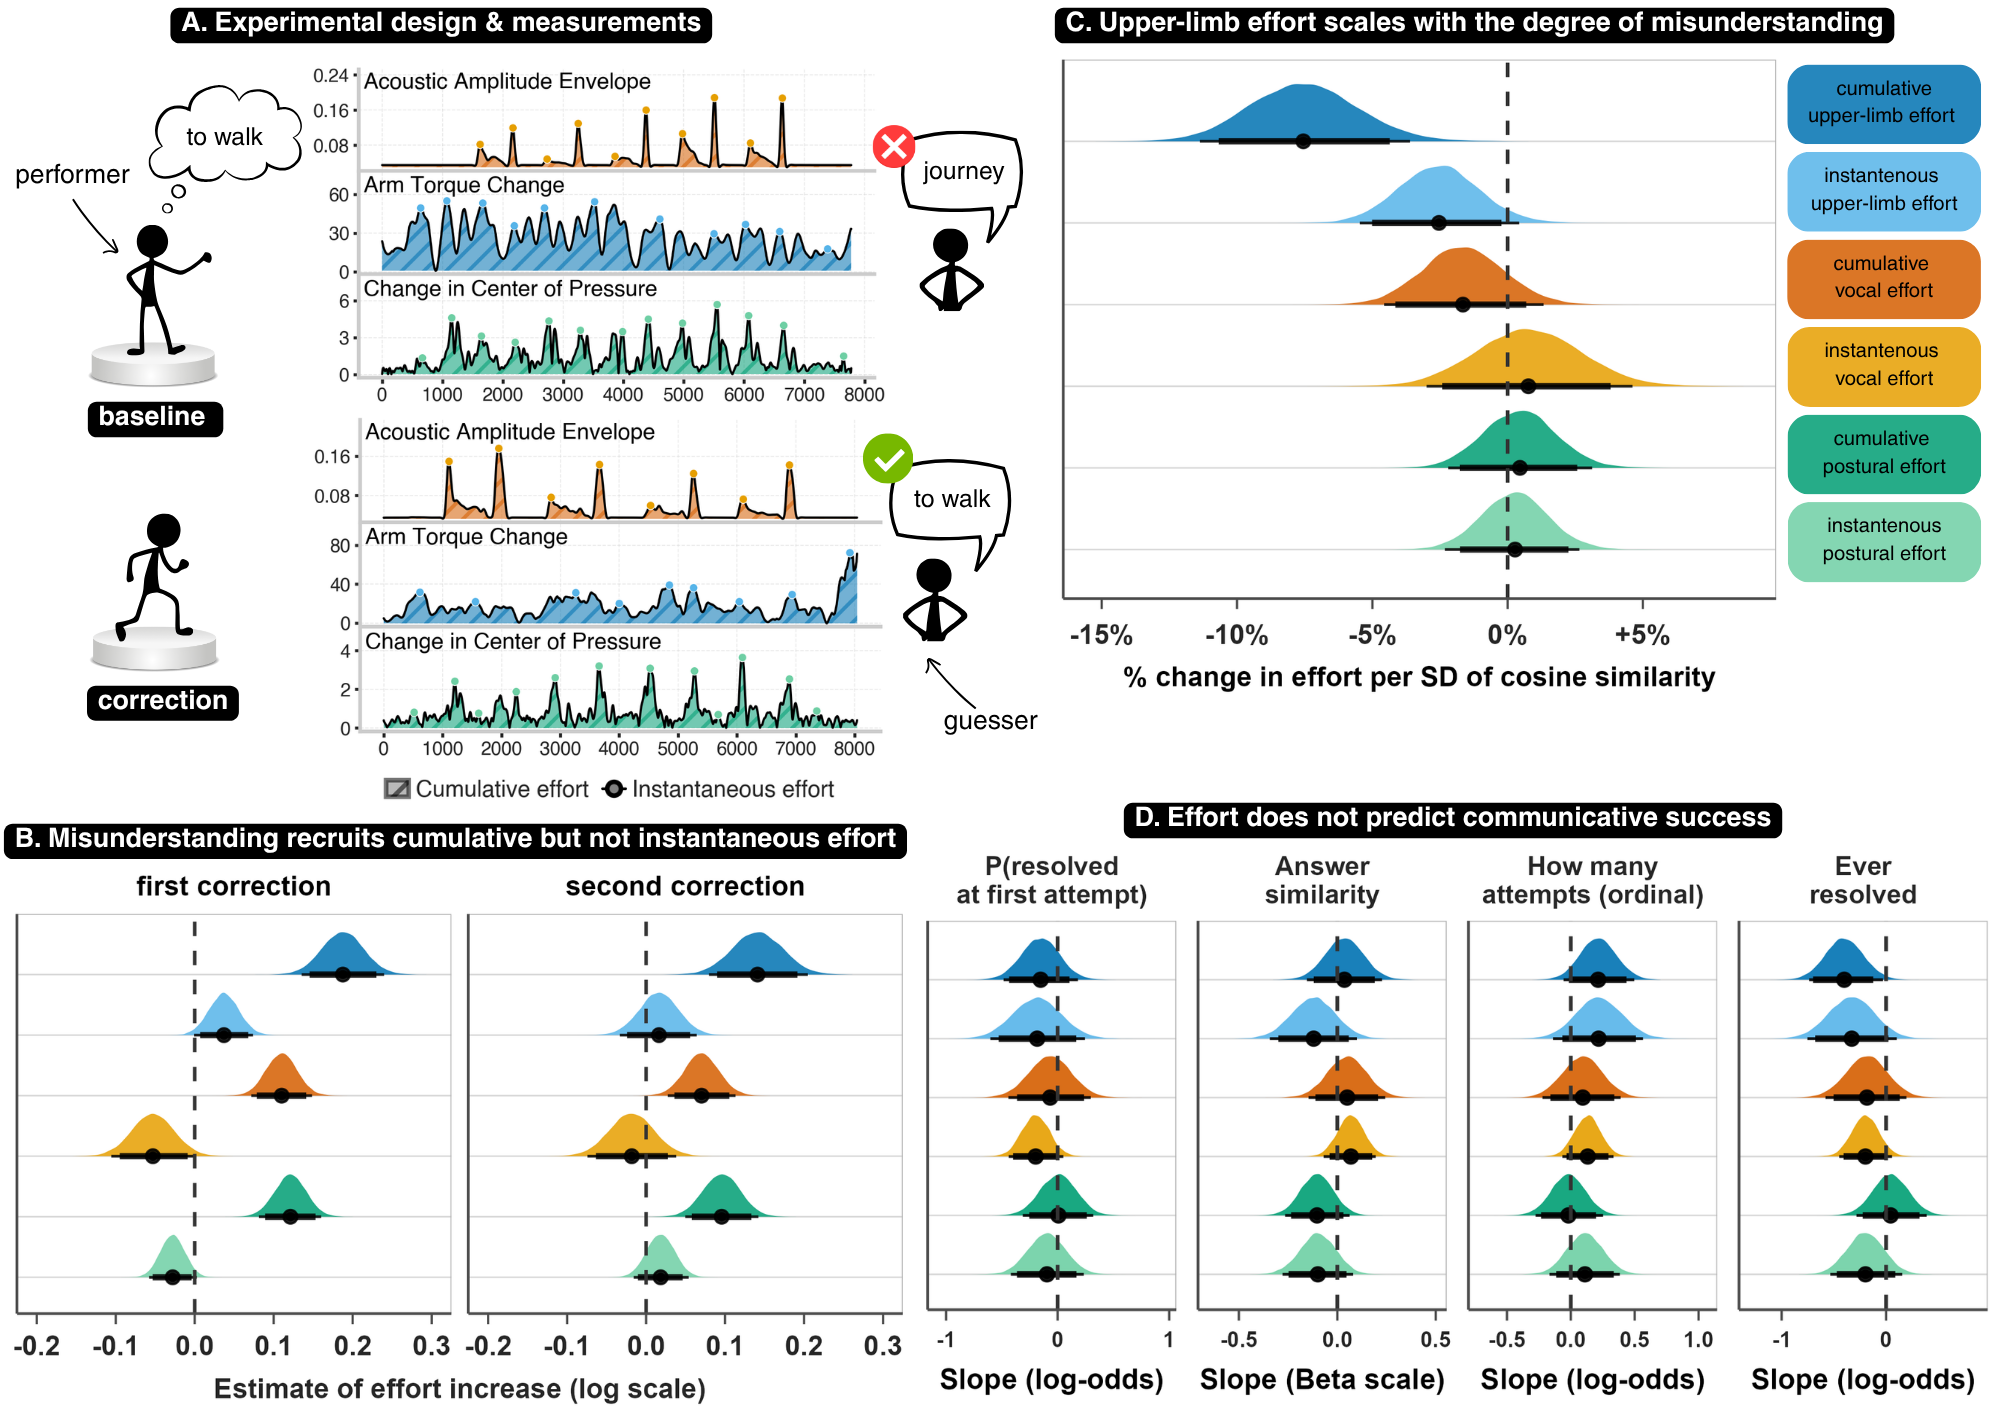 A. Experimental design & measurements
performer
to walk
baseline
0.24
0.16
0.08
Acoustic Amplitude Envelope
60
30
0
Arm Torque Change
6
3
0
Change in Center of Pressure
0 1000 2000 3000 4000 5000 6000 7000 8000
journey
correction
0.16
0.08
Acoustic Amplitude Envelope
80
40
0
Arm Torque Change
4
2
0
Change in Center of Pressure
0 1000 2000 3000 4000 5000 6000 7000 8000
to walk
guesser
Cumulative effort Instantaneous effort
B. Misunderstanding recruits cumulative but not instantaneous effort
first correction
second correction
-0.2 -0.1 0.0 0.1 0.2 0.3
-0.2 -0.1 0.0 0.1 0.2 0.3
Estimate of effort increase (log scale)
C. Upper-limb effort scales with the degree of misunderstanding
cumulative
upper-limb effort
instantenous
upper-limb effort
cumulative
vocal effort
instantenous
vocal effort
cumulative
postural effort
instantenous
postural effort
-15% -10% -5% 0% +5%
% change in effort per SD of cosine similarity
D. Effort does not predict communicative success
P(resolved
at first attempt)
Answer
similarity
How many
attempts (ordinal)
Ever
resolved
-1 0 1
-0.5 0.0 0.5
-0.5 0.0 0.5 1.0
-1 0
Slope (log-odds)
Slope (Beta scale)
Slope (log-odds)
Slope (log-odds)